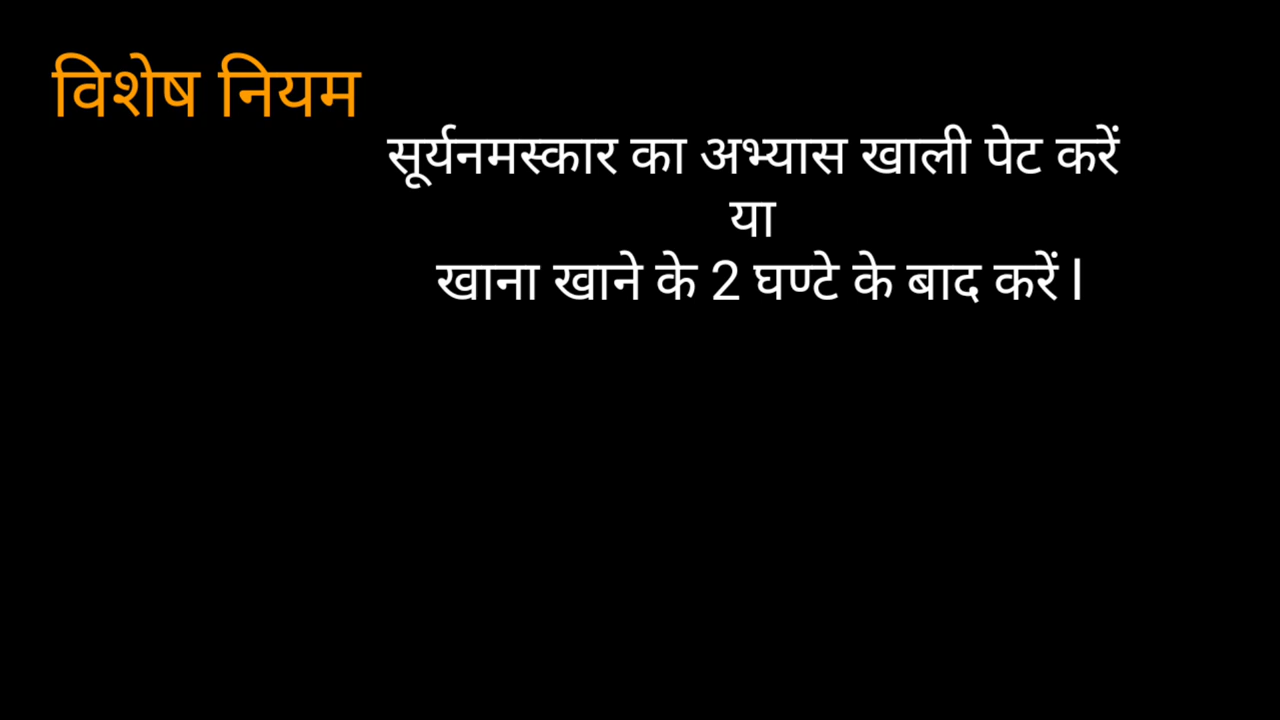 विशेष नियम
सूर्यनमस्कार का अभ्यास खाली पेट करें
या
खाना खाने के 2 घण्टे के बाद करें l